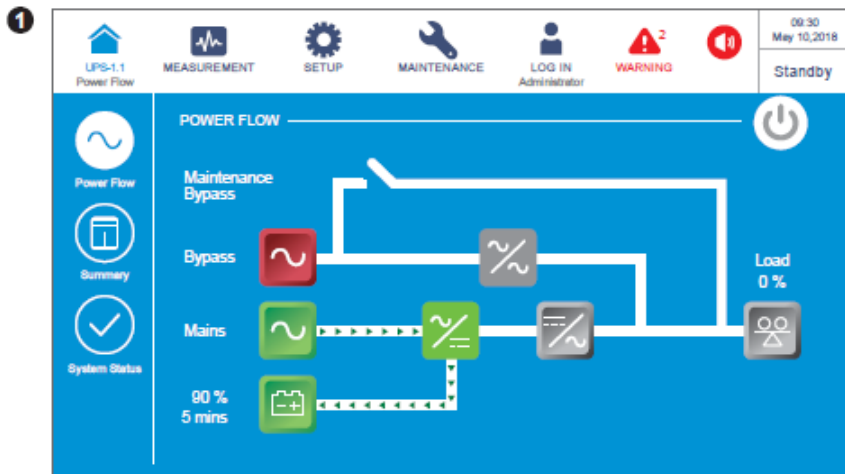 1
UPS-1.1
Power Flow
MEASUREMENT
SETUP
MAINTENANCE
LOG IN
Administrator
2
WARNING
09:30
May 10,2018
Standby
POWER FLOW
Power Flow
Summary
System Status
Maintenance
Bypass
Bypass
Load
0 %
Mains
90 %
5 mins